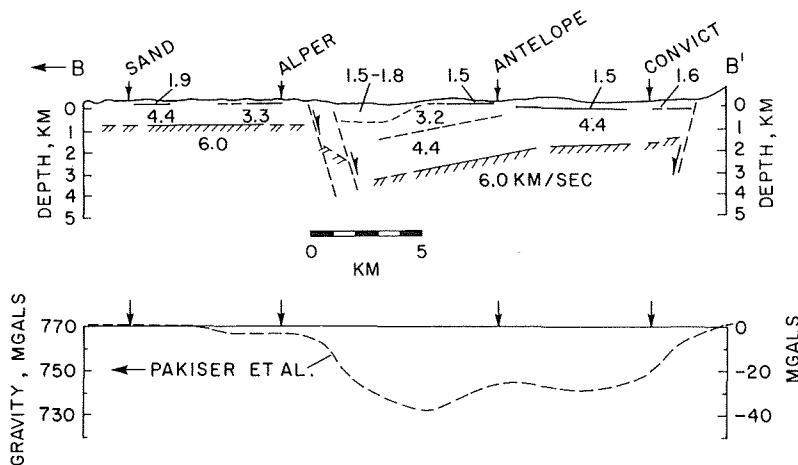 SAND
ALPER
ANTELOPE
CONVICT
B
1.9
1.5-1.8
1.5
1.5
1.6
B'
0
4.4
3.3
3.2
4.4
0
1
1
2
6.0
4.4
2
3
6.0 KM/SEC
3
4
4
5
5
DEPTH, KM
DEPTH, KM
0
5
KM
770
0
750
PAKISER ET AL.
-20
730
-40
GRAVITY, MGALS
MGALS